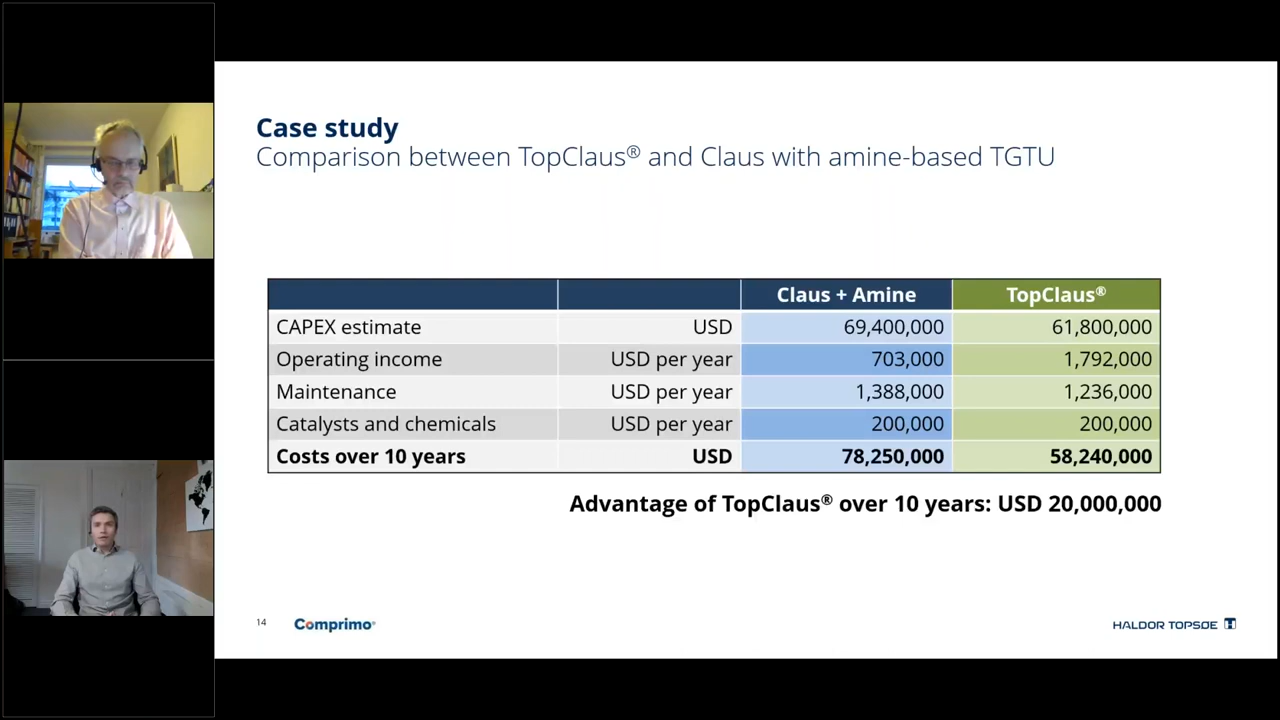 Case study
Comparison between TopClaus® and Claus with amine-based TGTU
Claus + Amine TopClaus®
CAPEX estimate USD 69,400,000 61,800,000
Operating income USD per year 703,000 1,792,000
Maintenance USD per year 1,388,000 1,236,000
Catalysts and chemicals USD per year 200,000 200,000
Costs over 10 years USD 78,250,000 58,240,000
Advantage of TopClaus® over 10 years: USD 20,000,000
14 Comprimo® HALDOR TOPSØE